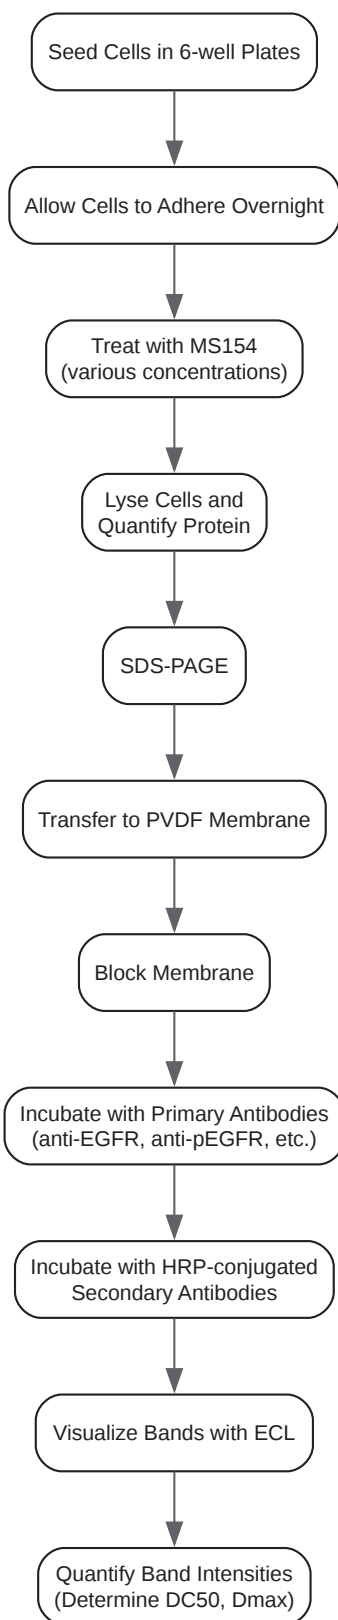 Seed Cells in 6-well Plates
Allow Cells to Adhere Overnight
Treat with MS154
(various concentrations)
Lyse Cells and
Quantify Protein
SDS-PAGE
Transfer to PVDF Membrane
Block Membrane
Incubate with Primary Antibodies
(anti-EGFR, anti-pEGFR, etc.)
Incubate with HRP-conjugated
Secondary Antibodies
Visualize Bands with ECL
Quantify Band Intensities
(Determine DC50, Dmax)